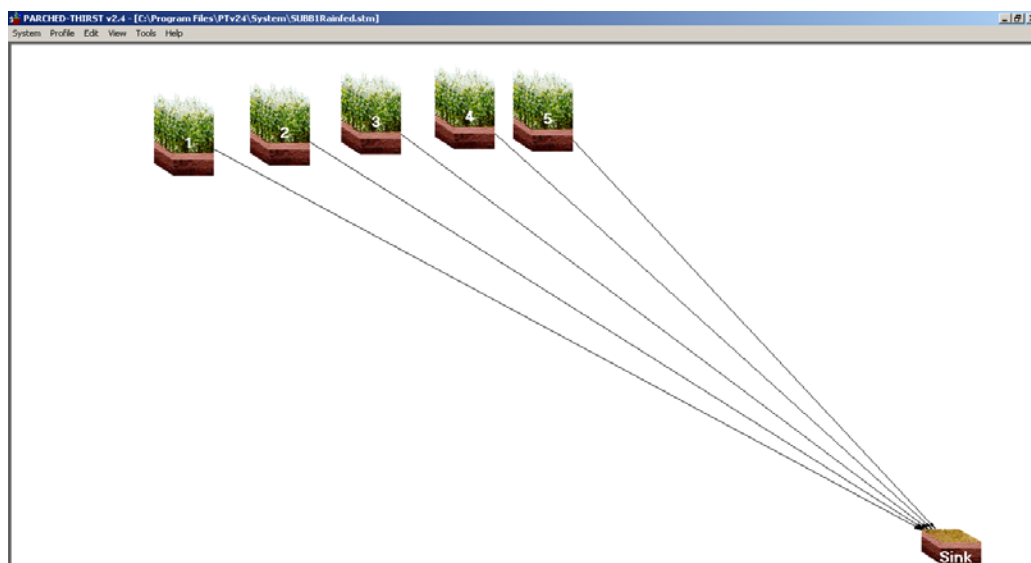 PARCHED-THIRST v2.4 - [C:\Program Files\PTv24\System\SUBB1Rainfed.stm]
System Profile Edit View Tools Help
1 2 3 4 5
Sink